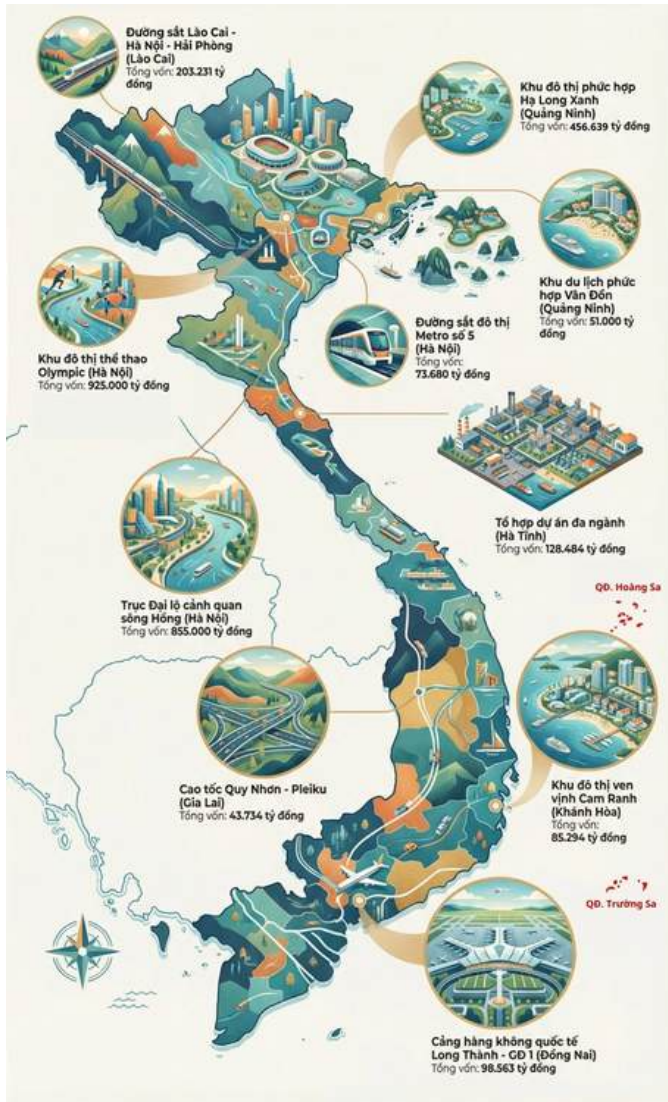 Đường sắt Lào Cai -
Hà Nội - Hải Phòng
(Lào Cai)
Tổng vốn: 203.231 tỷ
đồng
Khu đô thị phức hợp
Hạ Long Xanh
(Quảng Ninh)
Tổng vốn: 456.639 tỷ đồng
Khu du lịch phức
hợp Vân Đồn
(Quảng Ninh)
Tổng vốn: 51.000 tỷ
đồng
Đường sắt đô thị
Metro số 5
(Hà Nội)
Tổng vốn:
73.680 tỷ đồng
Khu đô thị thể thao
Olympic (Hà Nội)
Tổng vốn: 925.000 tỷ đồng
Tổ hợp dự án đa ngành
(Hà Tĩnh)
Tổng vốn: 128.484 tỷ đồng
QĐ. Hoàng Sa
Trục Đại lộ cảnh quan
sông Hồng (Hà Nội)
Tổng vốn: 855.000 tỷ đồng
Cao tốc Quy Nhơn - Pleiku
(Gia Lai)
Tổng vốn: 43.734 tỷ đồng
Khu đô thị ven
vịnh Cam Ranh
(Khánh Hòa)
Tổng vốn:
85.294 tỷ đồng
QĐ. Trường Sa
Cảng hàng không quốc tế
Long Thành - GĐ 1 (Đồng Nai)
Tổng vốn: 98.563 tỷ đồng